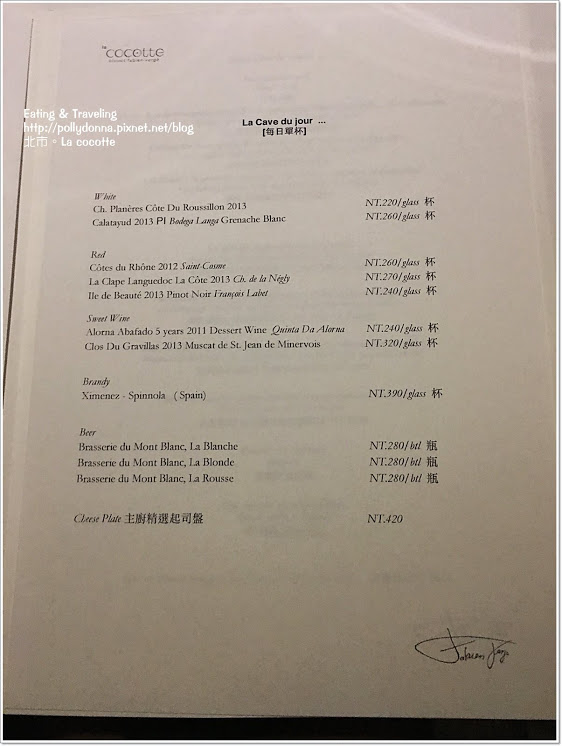 la
cocotte
Eating & Traveling
http://pollydonna.pixnet.net/blog
北市。La cocotte
La Cave du jour ...
[每日單杯]
White
Ch. Planères Côte Du Roussillon 2013 NT.220/glass 杯
Calatayud 2013 PI Bodega Langa Grenache Blanc NT.260/glass 杯
Red
Côtes du Rhône 2012 Saint-Cosme NT.260/glass 杯
La Clape Languedoc La Côte 2013 Ch. de la Négly NT.270/glass 杯
Ile de Beauté 2013 Pinot Noir François Labet NT.240/glass 杯
Sweet Wine
Alorna Abafado 5 years 2011 Dessert Wine Quinta Da Alorna NT.240/glass 杯
Clos Du Gravillas 2013 Muscat de St. Jean de Minervois NT.320/glass 杯
Brandy
Ximenez - Spinnola ( Spain) NT.390/glass 杯
Beer
Brasserie du Mont Blanc, La Blanche NT.280/btl 瓶
Brasserie du Mont Blanc, La Blonde NT.280/btl 瓶
Brasserie du Mont Blanc, La Rousse NT.280/btl 瓶
Cheese Plate 主廚精選起司盤 NT.420